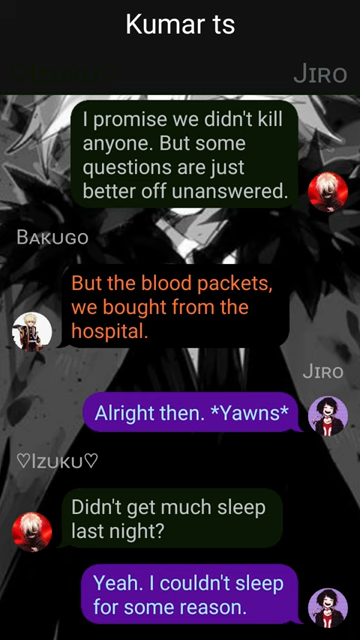 Kumar ts
Jiro
I promise we didn't kill
anyone. But some
questions are just
better off unanswered.
Bakugo
But the blood packets,
we bought from the
hospital.
Jiro
Alright then. *Yawns*
♡Izuku♡
Didn't get much sleep
last night?
Yeah. I couldn't sleep
for some reason.